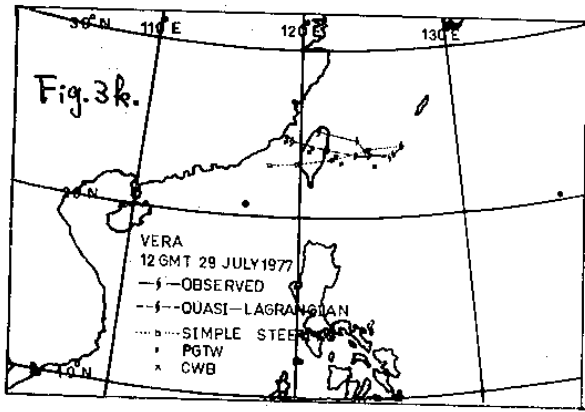 30° N 110° E 120° E 130° E
Fig. 3k.
20 N
VERA
12 GMT 29 JULY 1977
OBSERVED
QUASI-LAGRANGIAN
SIMPLE STEERING
PGTW
CWB
10° N